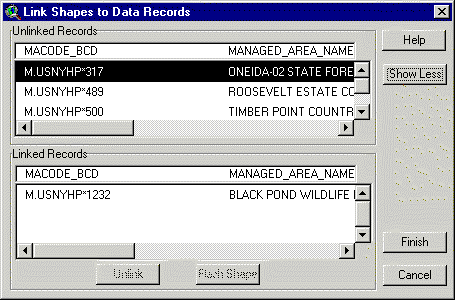 Link Shapes to Data Records
Unlinked Records
MACODE_BCD MANAGED_AREA_NAME
M.USNYHP*317 ONEIDA-02 STATE FORE
M.USNYHP*489 ROOSEVELT ESTATE CO
M.USNYHP*500 TIMBER POINT COUNTR
Linked Records
MACODE_BCD MANAGED_AREA_NAME
M.USNYHP*1232 BLACK POND WILDLIFE
Unlink Flash Shape
Help
Show Less
Finish
Cancel